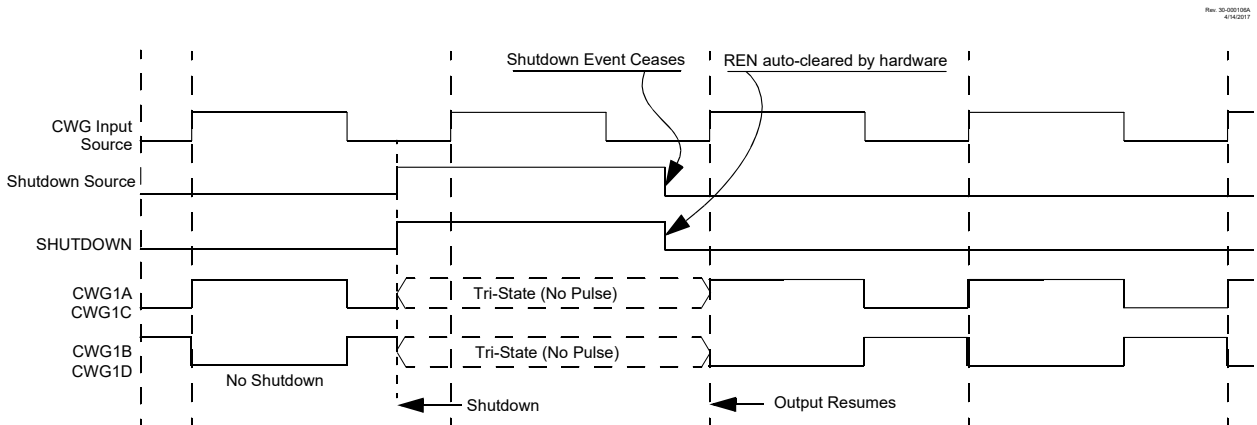 Rev. 30-000108A
4/14/2017
Shutdown Event Ceases
REN auto-cleared by hardware
CWG Input
Source
Shutdown Source
SHUTDOWN
CWG1A
CWG1C
Tri-State (No Pulse)
CWG1B
CWG1D
Tri-State (No Pulse)
No Shutdown
Shutdown
Output Resumes